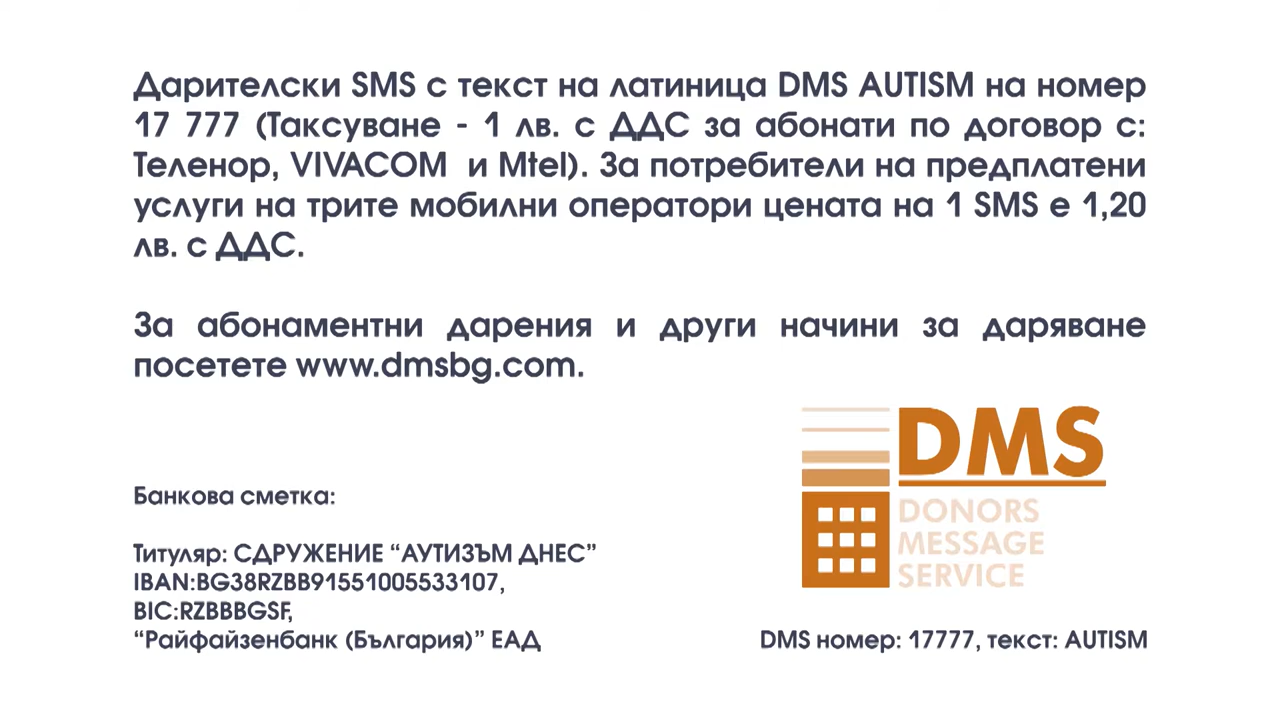 Дарителски SMS с текст на латиница DMS AUTISM на номер
17 777 (Таксуване - 1 лв. с ДДС за абонати по договор с:
Теленор, VIVACOM и Mtel). За потребители на предплатени
услуги на трите мобилни оператори цената на 1 SMS е 1,20
лв. с ДДС.
За абонаментни дарения и други начини за даряване
посетете www.dmsbg.com.
DMS
DONORS
MESSAGE
SERVICE
Банкова сметка:
Титуляр: СДРУЖЕНИЕ “АУТИЗЪМ ДНЕС”
IBAN:BG38RZBB91551005533107,
BIC:RZBBBGSF,
“Райфайзенбанк (България)” ЕАД
DMS номер: 17777, текст: AUTISM